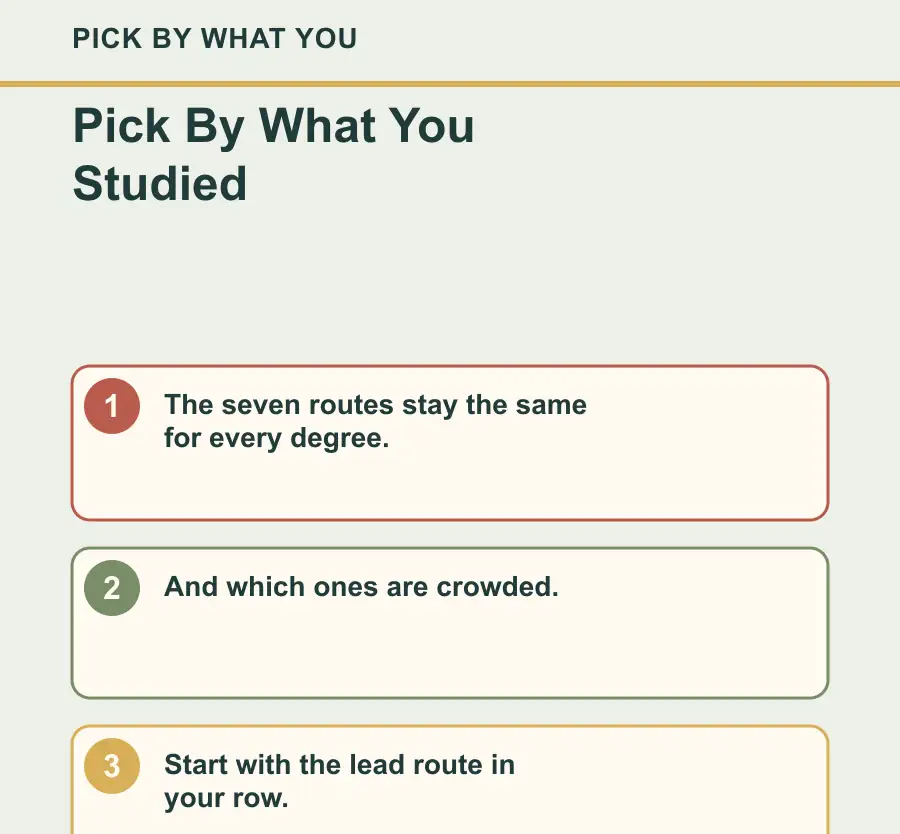 PICK BY WHAT YOU
Pick By What You
Studied
1
The seven routes stay the same
for every degree.
2
And which ones are crowded.
3
Start with the lead route in
your row.